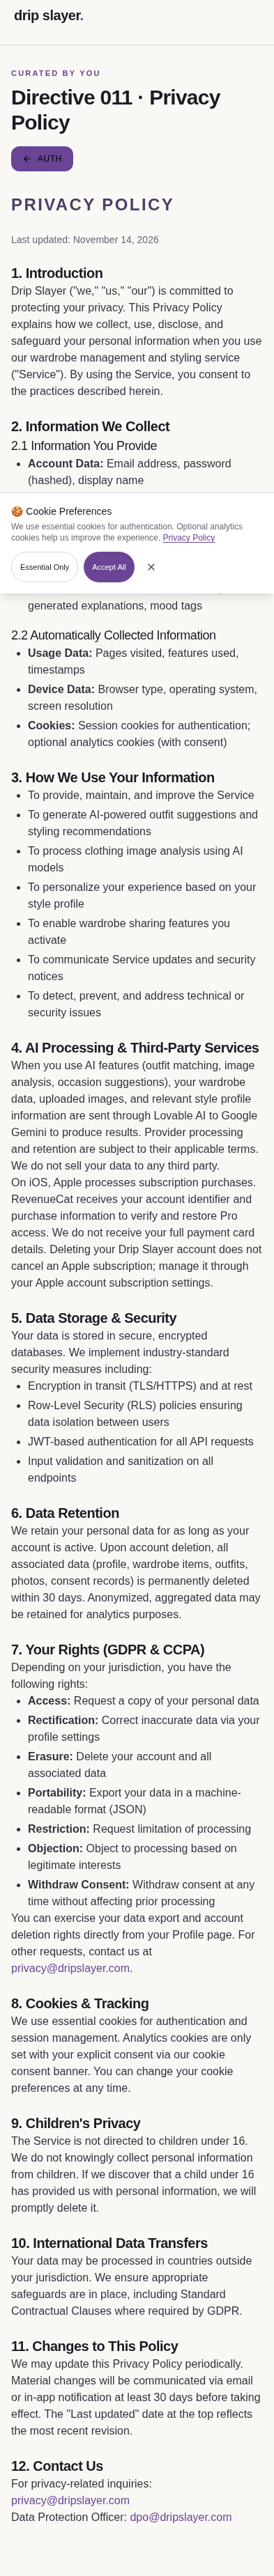 drip slayer.
CURATED BY YOU
Directive 011 · Privacy
Policy
← AUTH
PRIVACY POLICY
Last updated: November 14, 2026
1. Introduction
Drip Slayer ("we," "us," "our") is committed to
protecting your privacy. This Privacy Policy
explains how we collect, use, disclose, and
safeguard your personal information when you use
our wardrobe management and styling service
("Service"). By using the Service, you consent to
the practices described herein.
2. Information We Collect
2.1 Information You Provide
• Account Data: Email address, password
(hashed), display name
🍪 Cookie Preferences
We use essential cookies for authentication. Optional analytics
cookies help us improve the experience. Privacy Policy
Essential Only
Accept All
generated explanations, mood tags
2.2 Automatically Collected Information
• Usage Data: Pages visited, features used,
timestamps
• Device Data: Browser type, operating system,
screen resolution
• Cookies: Session cookies for authentication;
optional analytics cookies (with consent)
3. How We Use Your Information
• To provide, maintain, and improve the Service
• To generate AI-powered outfit suggestions and
styling recommendations
• To process clothing image analysis using AI
models
• To personalize your experience based on your
style profile
• To enable wardrobe sharing features you
activate
• To communicate Service updates and security
notices
• To detect, prevent, and address technical or
security issues
4. AI Processing & Third-Party Services
When you use AI features (outfit matching, image
analysis, occasion suggestions), your wardrobe
data, uploaded images, and relevant style profile
information are sent through Lovable AI to Google
Gemini to produce results. Provider processing
and retention are subject to their applicable terms.
We do not sell your data to any third party.
On iOS, Apple processes subscription purchases.
RevenueCat receives your account identifier and
purchase information to verify and restore Pro
access. We do not receive your full payment card
details. Deleting your Drip Slayer account does not
cancel an Apple subscription; manage it through
your Apple account subscription settings.
5. Data Storage & Security
Your data is stored in secure, encrypted
databases. We implement industry-standard
security measures including:
• Encryption in transit (TLS/HTTPS) and at rest
• Row-Level Security (RLS) policies ensuring
data isolation between users
• JWT-based authentication for all API requests
• Input validation and sanitization on all
endpoints
6. Data Retention
We retain your personal data for as long as your
account is active. Upon account deletion, all
associated data (profile, wardrobe items, outfits,
photos, consent records) is permanently deleted
within 30 days. Anonymized, aggregated data may
be retained for analytics purposes.
7. Your Rights (GDPR & CCPA)
Depending on your jurisdiction, you have the
following rights:
• Access: Request a copy of your personal data
• Rectification: Correct inaccurate data via your
profile settings
• Erasure: Delete your account and all
associated data
• Portability: Export your data in a machine-
readable format (JSON)
• Restriction: Request limitation of processing
• Objection: Object to processing based on
legitimate interests
• Withdraw Consent: Withdraw consent at any
time without affecting prior processing
You can exercise your data export and account
deletion rights directly from your Profile page. For
other requests, contact us at
privacy@dripslayer.com.
8. Cookies & Tracking
We use essential cookies for authentication and
session management. Analytics cookies are only
set with your explicit consent via our cookie
consent banner. You can change your cookie
preferences at any time.
9. Children's Privacy
The Service is not directed to children under 16.
We do not knowingly collect personal information
from children. If we discover that a child under 16
has provided us with personal information, we will
promptly delete it.
10. International Data Transfers
Your data may be processed in countries outside
your jurisdiction. We ensure appropriate
safeguards are in place, including Standard
Contractual Clauses where required by GDPR.
11. Changes to This Policy
We may update this Privacy Policy periodically.
Material changes will be communicated via email
or in-app notification at least 30 days before taking
effect. The "Last updated" date at the top reflects
the most recent revision.
12. Contact Us
For privacy-related inquiries:
privacy@dripslayer.com
Data Protection Officer: dpo@dripslayer.com